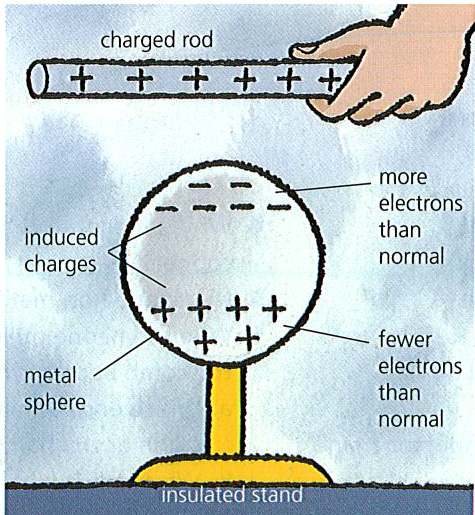 charged rod
+ + + + + +
− −
− − − −
more
electrons
than
normal
induced
charges
+ + + +
+ +
fewer
electrons
than
normal
metal
sphere
insulated stand